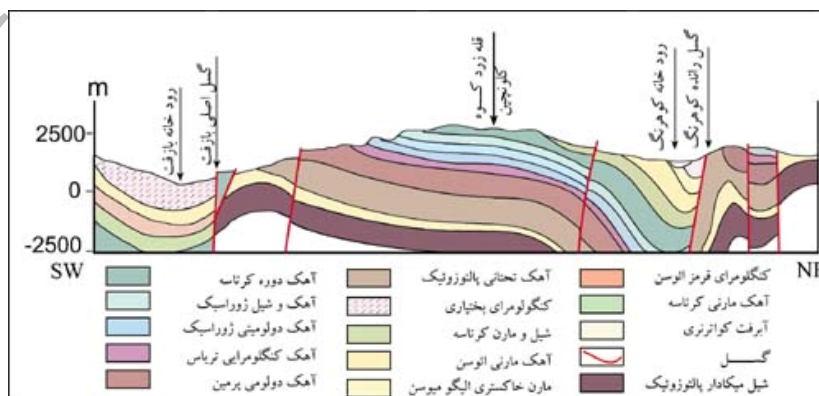 رود خانه بازفت
گسل اصلی بازفت
قله زرد کوه
کلونچین
رود خانه کوهرنگ
گسل رانده کوهرنگ
m
2500
0
-2500
SW
NE
آهک دوره کرتاسه
آهک و شیل ژوراسیک
آهک دولومیتی ژوراسیک
آهک کنگلومرایی تریاس
آهک دولومی پرمین
آهک تحتانی پالئوزوئیک
کنگولومرای بختیاری
شیل و مارن کرتاسه
آهک مارنی ائوسن
مارن خاکستری الیگو میوسن
کنگلومرای قرمز ائوسن
آهک مارنی کرتاسه
آبرفت کواترنری
گسل
شیل میکادار پالئوزوئیک